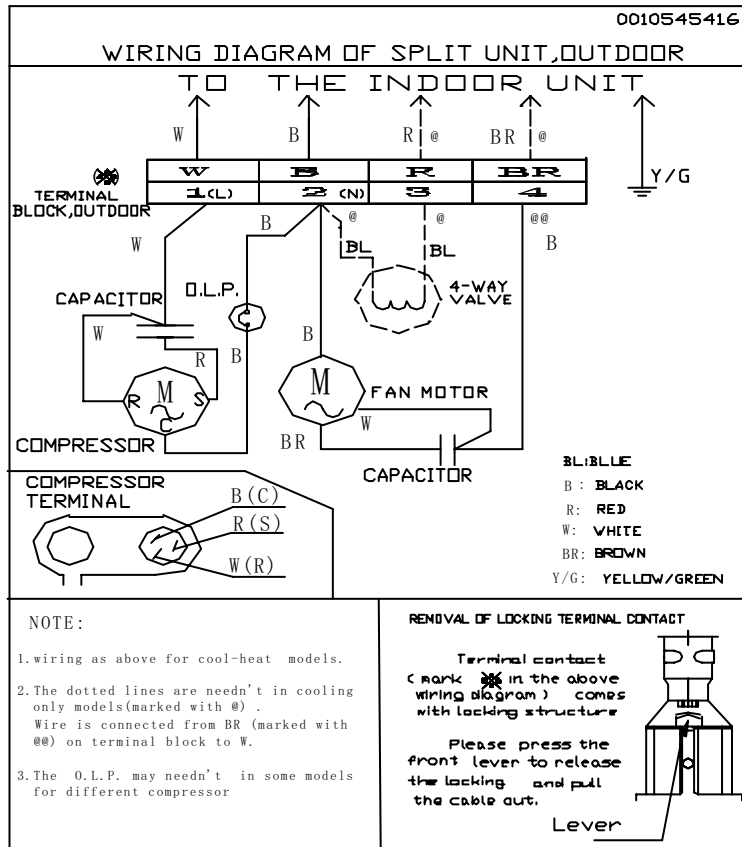 0010545416
WIRING DIAGRAM OF SPLIT UNIT,OUTDOOR
TO THE INDOOR UNIT
W B R @ BR @
Y/G
W B R BR
1(L) 2 (N) 3 4
TERMINAL
BLOCK,OUTDOOR
W B @ @ @@
B
BL BL
O.L.P.
4-WAY
VALVE
CAPACITOR
W R B B
M
R S
C
M
FAN MOTOR
W
COMPRESSOR
BR
CAPACITOR
BL:BLUE
B : BLACK
R: RED
W: WHITE
BR: BROWN
Y/G: YELLOW/GREEN
COMPRESSOR
TERMINAL
B(C)
R(S)
W(R)
NOTE:
1.wiring as above for cool-heat models.
2.The dotted lines are needn't in cooling
only models(marked with @) .
Wire is connected from BR (marked with
@@) on terminal block to W.
3.The O.L.P. may needn't in some models
for different compressor
REMOVAL OF LOCKING TERMINAL CONTACT
Terminal contact
( mark in the above
wiring diagram ) comes
with locking structure
Please press the
front lever to release
the locking and pull
the cable out.
Lever